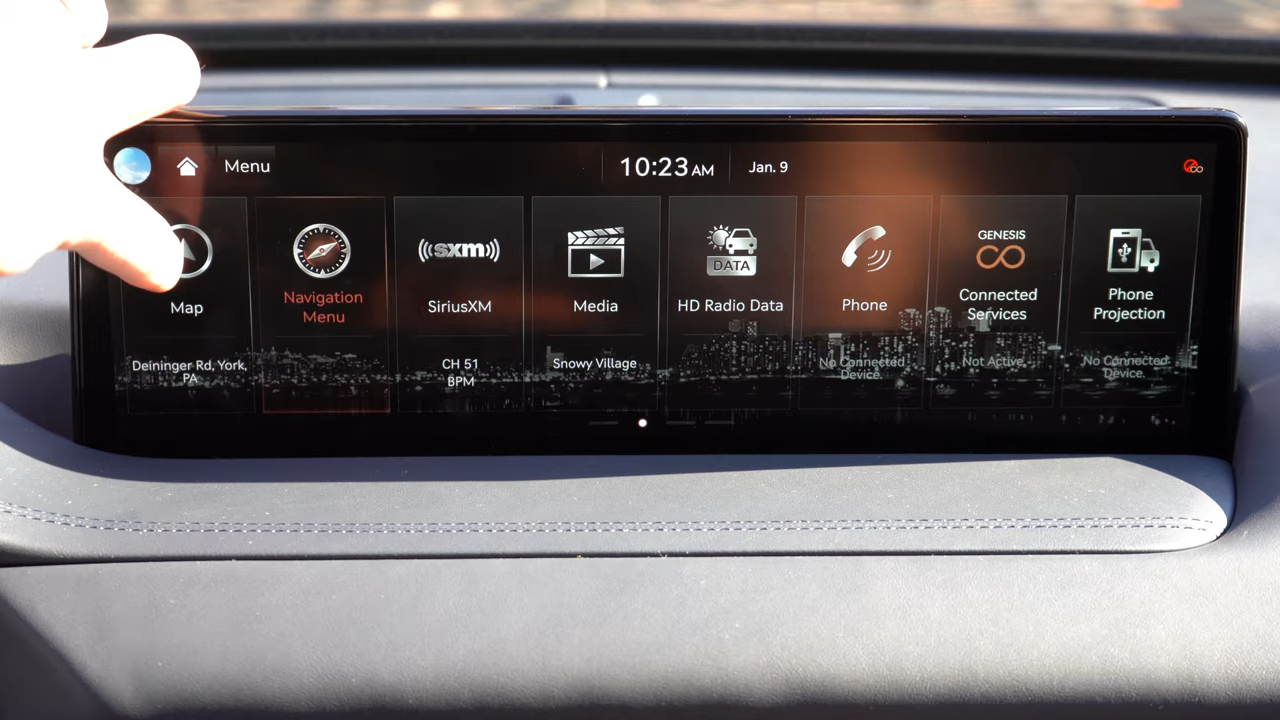 Menu
10:23 AM
Jan. 9
Map
Deininger Rd, York,
PA
Navigation
Menu
sxm
SiriusXM
CH 51
BPM
Media
Snowy Village
DATA
HD Radio Data
Phone
No Connected
Device.
GENESIS
Connected
Services
Not Active.
Phone
Projection
No Connected
Device.